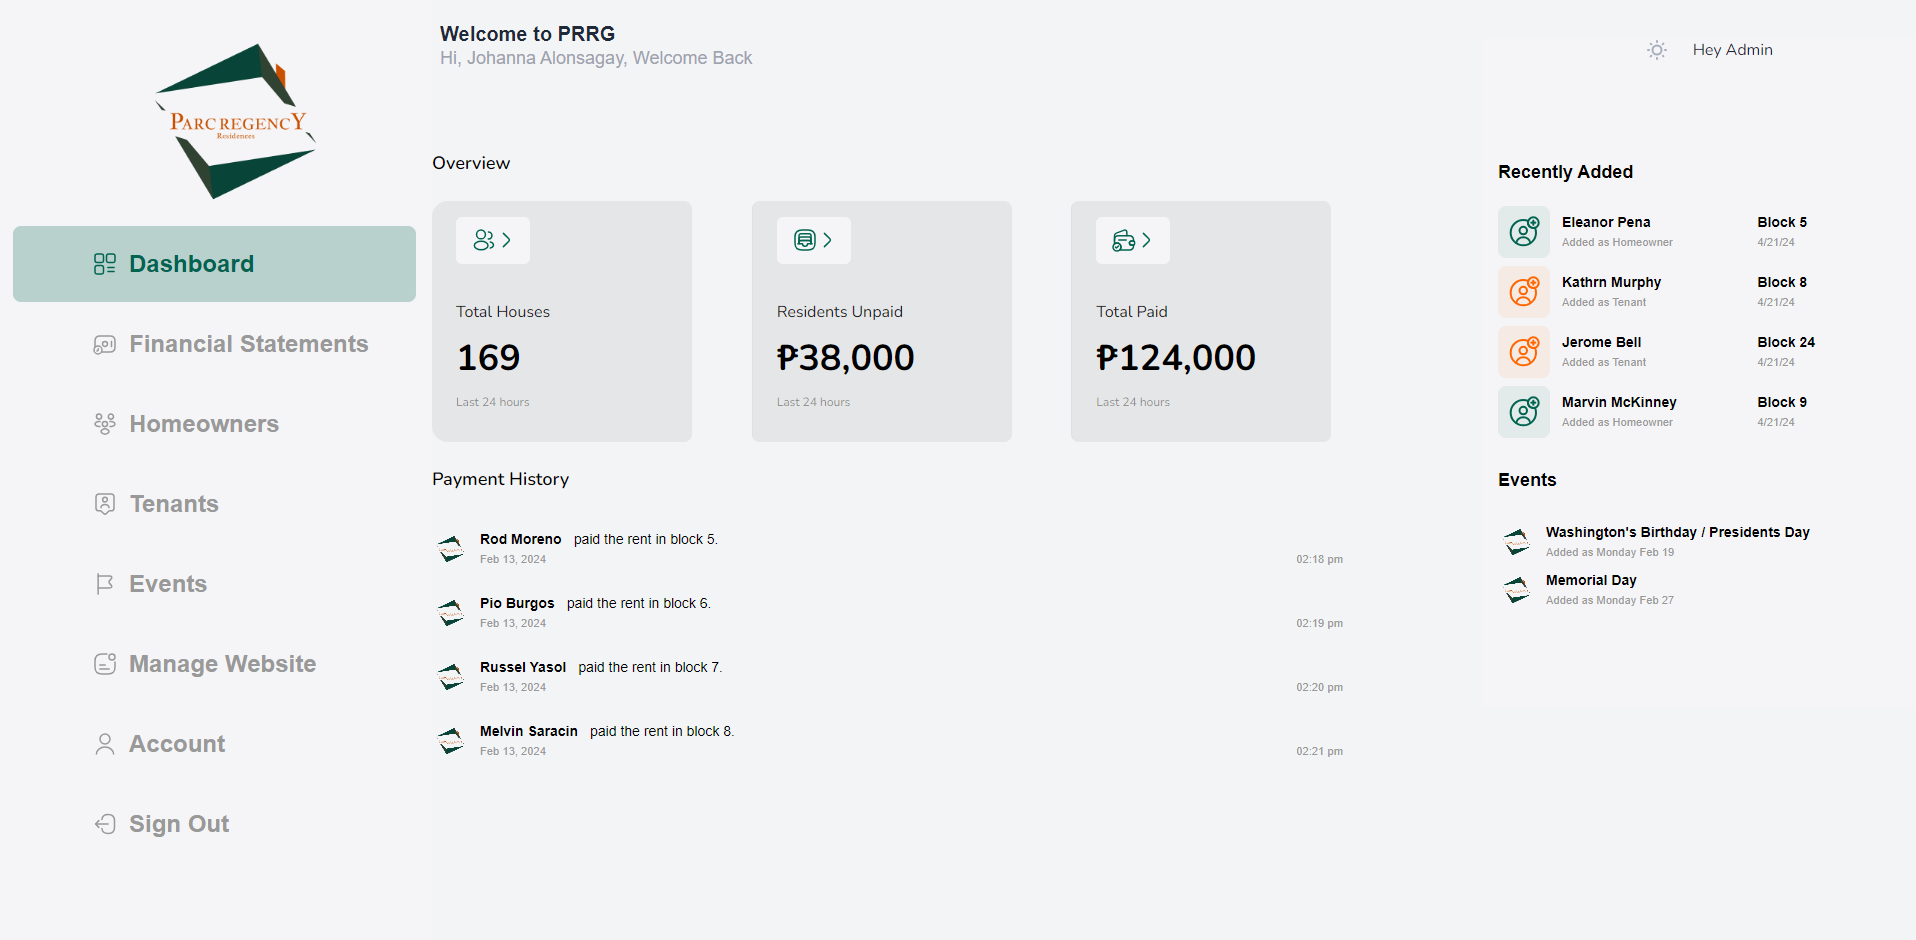 PARC REGENCY
Residences
Dashboard
Financial Statements
Homeowners
Tenants
Events
Manage Website
Account
Sign Out
Welcome to PRRG
Hi, Johanna Alonsagay, Welcome Back
Hey Admin
Overview
Total Houses
169
Last 24 hours
Residents Unpaid
₱38,000
Last 24 hours
Total Paid
₱124,000
Last 24 hours
Payment History
Rod Moreno paid the rent in block 5.
Feb 13, 2024 02:18 pm
Pio Burgos paid the rent in block 6.
Feb 13, 2024 02:19 pm
Russel Yasol paid the rent in block 7.
Feb 13, 2024 02:20 pm
Melvin Saracin paid the rent in block 8.
Feb 13, 2024 02:21 pm
Recently Added
Eleanor Pena Block 5
Added as Homeowner 4/21/24
Kathrn Murphy Block 8
Added as Tenant 4/21/24
Jerome Bell Block 24
Added as Tenant 4/21/24
Marvin McKinney Block 9
Added as Homeowner 4/21/24
Events
Washington's Birthday / Presidents Day
Added as Monday Feb 19
Memorial Day
Added as Monday Feb 27